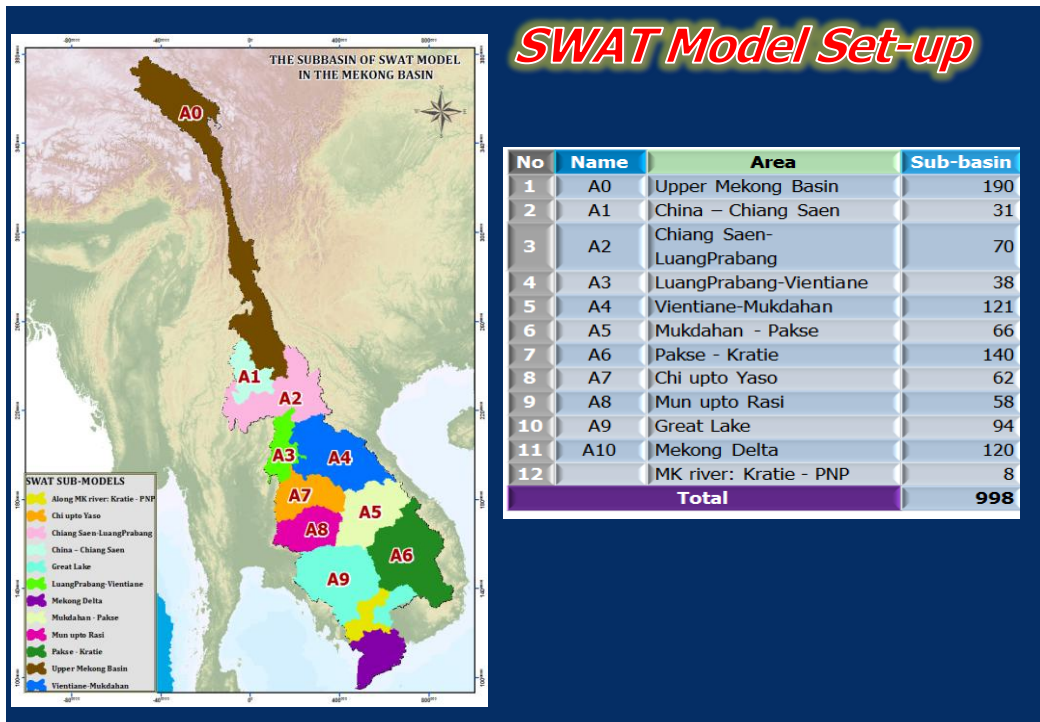 SWAT Model Set-up
THE SUBBASIN OF SWAT MODEL
IN THE MEKONG BASIN
A0
A1
A2
A3
A4
A7
A5
A8
A6
A9
SWAT SUB-MODELS
Along MK river: Kratie - PNP
Chi upto Yaso
Chiang Saen-LuangPrabang
China – Chiang Saen
Great Lake
LuangPrabang-Vientiane
Mekong Delta
Mukdahan - Pakse
Mun upto Rasi
Pakse - Kratie
Upper Mekong Basin
Vientiane-Mukdahan
No Name Area Sub-basin
1 A0 Upper Mekong Basin 190
2 A1 China – Chiang Saen 31
3 A2 Chiang Saen-
LuangPrabang 70
4 A3 LuangPrabang-Vientiane 38
5 A4 Vientiane-Mukdahan 121
6 A5 Mukdahan - Pakse 66
7 A6 Pakse - Kratie 140
8 A7 Chi upto Yaso 62
9 A8 Mun upto Rasi 58
10 A9 Great Lake 94
11 A10 Mekong Delta 120
12 MK river: Kratie - PNP 8
Total 998